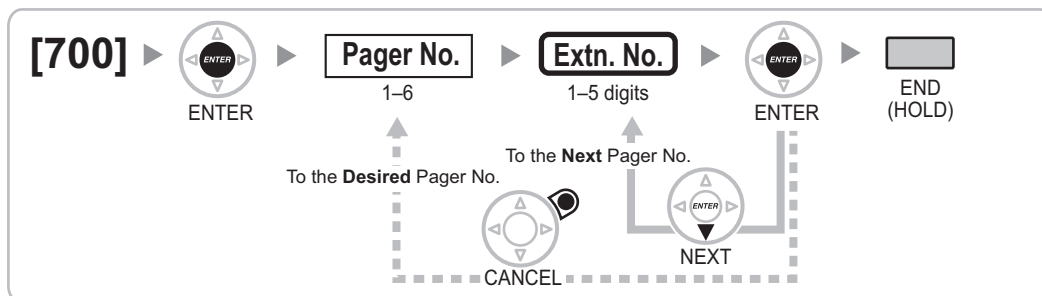 [700]
ENTER
ENTER
Pager No.
1–6
Extn. No.
1–5 digits
ENTER
ENTER
END
(HOLD)
To the Desired Pager No.
To the Next Pager No.
CANCEL
ENTER
NEXT